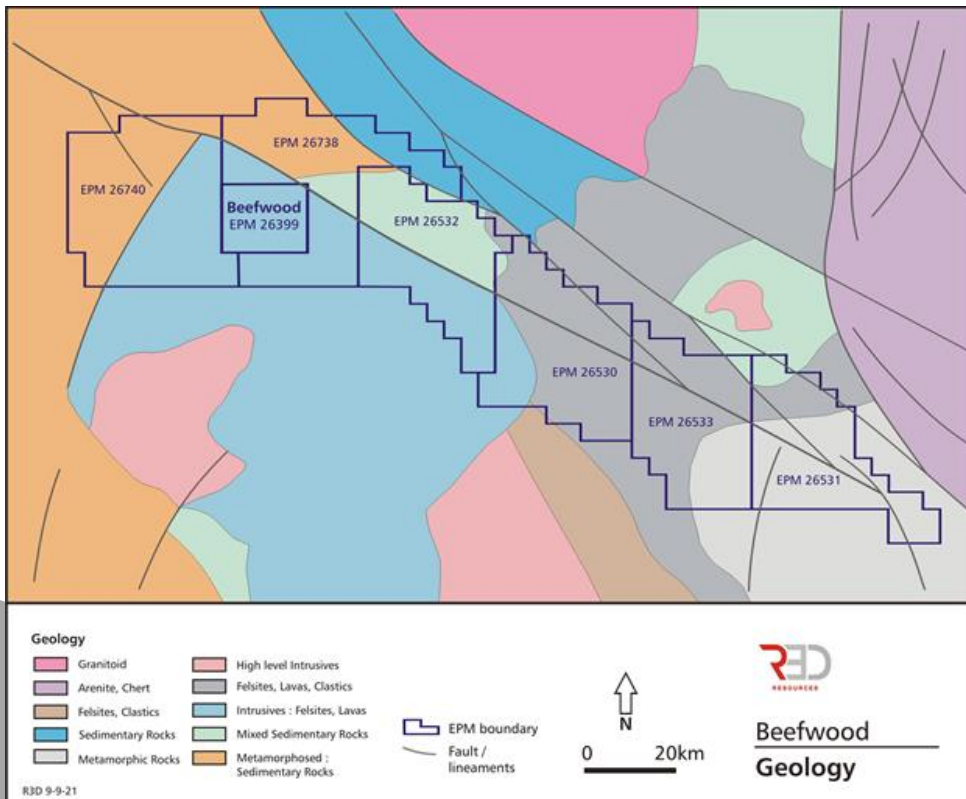 EPM 26738
EPM 26740
Beefwood
EPM 26399
EPM 26532
EPM 26530
EPM 26533
EPM 26531
Geology
Granitoid
Arenite, Chert
Felsites, Clastics
Sedimentary Rocks
Metamorphic Rocks
High level Intrusives
Felsites, Lavas, Clastics
Intrusives : Felsites, Lavas
Mixed Sedimentary Rocks
Metamorphosed :
Sedimentary Rocks
EPM boundary
Fault /
lineaments
N
0 20km
R3D
RESOURCES
Beefwood
Geology
R3D 9-9-21